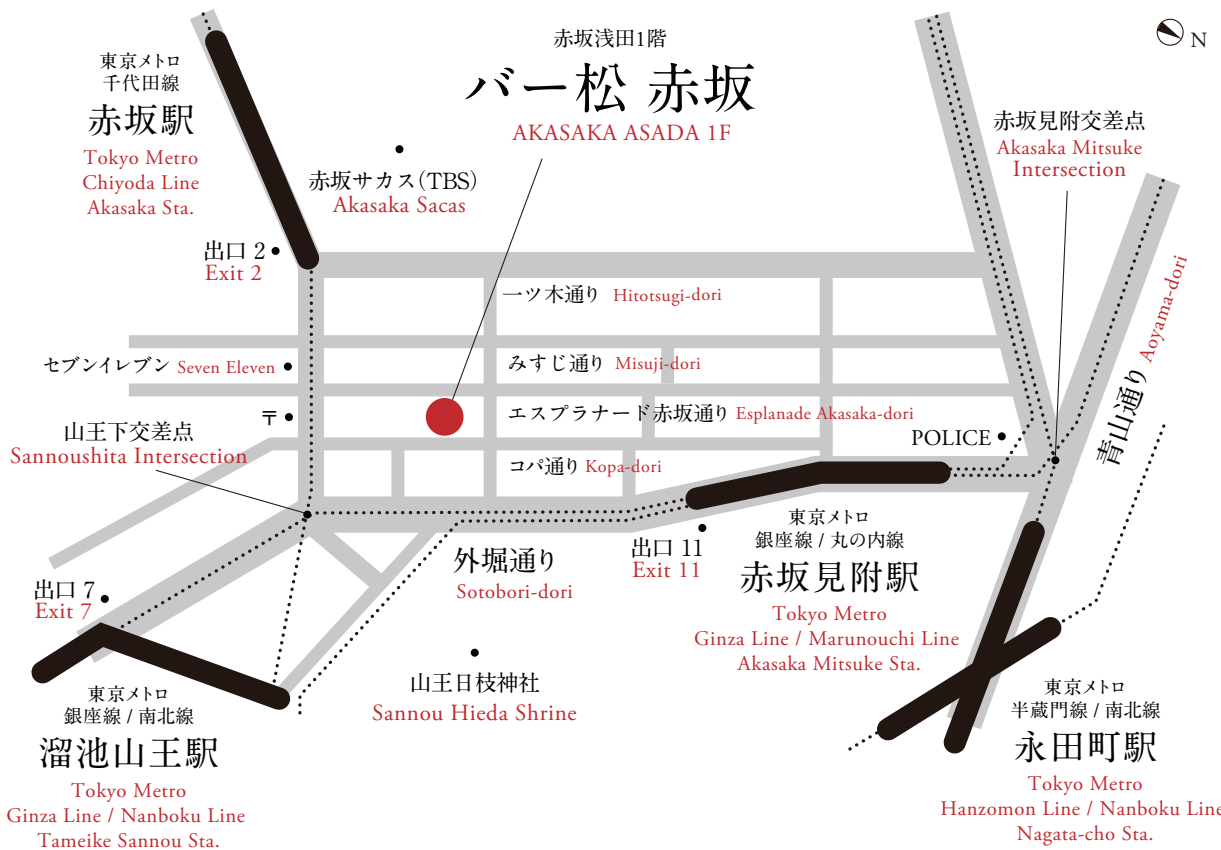 赤坂浅田1階
バー松 赤坂
AKASAKA ASADA 1F
N
東京メトロ
千代田線
赤坂駅
Tokyo Metro
Chiyoda Line
Akasaka Sta.
赤坂サカス(TBS)
Akasaka Sacas
赤坂見附交差点
Akasaka Mitsuke
Intersection
出口 2
Exit 2
一ツ木通り Hitotsugi-dori
セブンイレブン Seven Eleven
みすじ通り Misuji-dori
〒
エスプラナード赤坂通り Esplanade Akasaka-dori
青山通り Aoyama-dori
POLICE
山王下交差点
Sannoushita Intersection
コパ通り Kopa-dori
出口 7
Exit 7
外堀通り
Sotobori-dori
出口 11
Exit 11
東京メトロ
銀座線 / 丸の内線
赤坂見附駅
Tokyo Metro
Ginza Line / Marunouchi Line
Akasaka Mitsuke Sta.
山王日枝神社
Sannou Hieda Shrine
東京メトロ
銀座線 / 南北線
溜池山王駅
Tokyo Metro
Ginza Line / Nanboku Line
Tameike Sannou Sta.
東京メトロ
半蔵門線 / 南北線
永田町駅
Tokyo Metro
Hanzomon Line / Nanboku Line
Nagata-cho Sta.